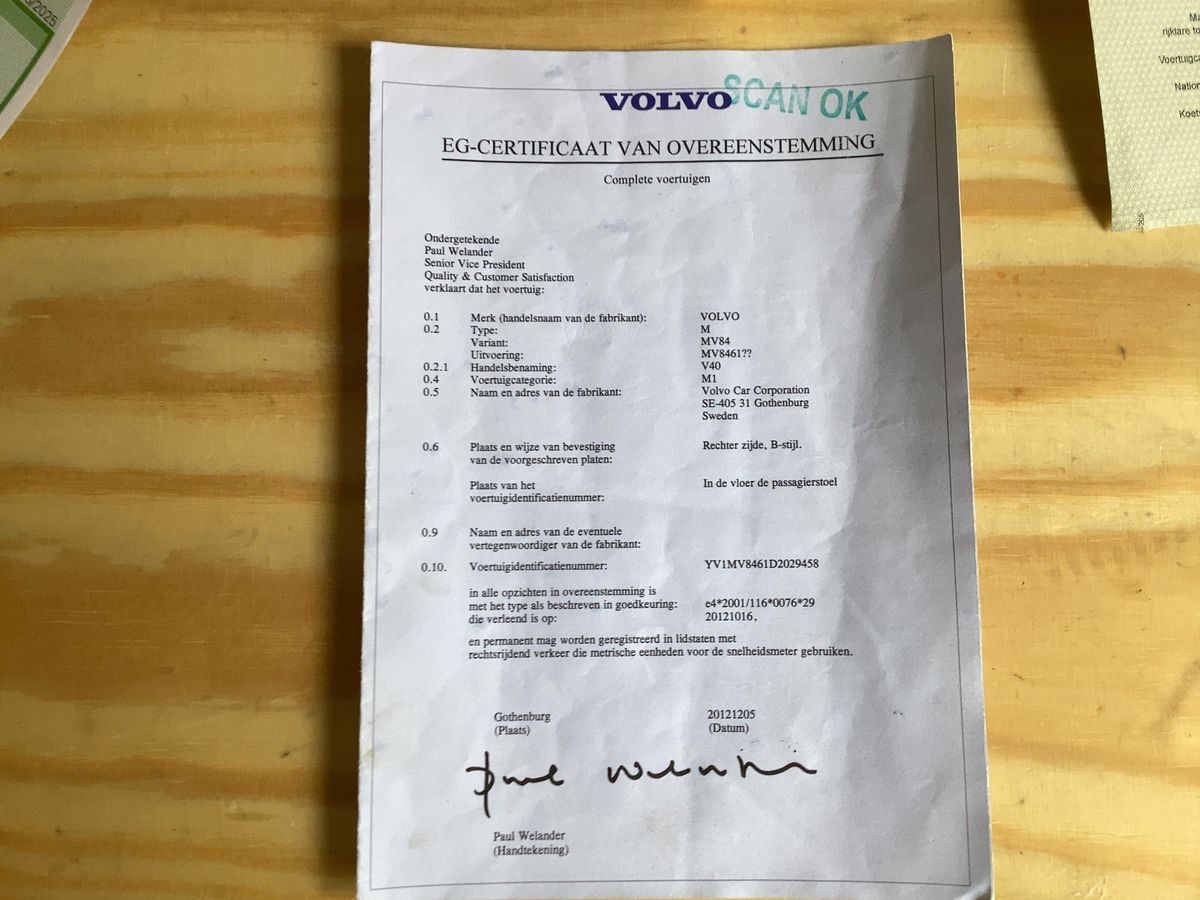 VOLVO
SCAN OK
EG-CERTIFICAAT VAN OVEREENSTEMMING
Complete voertuigen
Ondergetekende
Paul Welander
Senior Vice President
Quality & Customer Satisfaction
verklaart dat het voertuig:
0.1 Merk (handelsnaam van de fabrikant): VOLVO
0.2 Type: M
Variant: MV84
Uitvoering: MV8461??
0.2.1 Handelsbenaming: V40
0.4 Voertuigcategorie: M1
0.5 Naam en adres van de fabrikant: Volvo Car Corporation
SE-405 31 Gothenburg
Sweden
0.6 Plaats en wijze van bevestiging Rechter zijde, B-stijl.
van de voorgeschreven platen:
Plaats van het In de vloer de passagierstoel
voertuigidentificatienummer:
0.9 Naam en adres van de eventuele
vertegenwoordiger van de fabrikant:
0.10. Voertuigidentificatienummer: YV1MV8461D2029458
in alle opzichten in overeenstemming is
met het type als beschreven in goedkeuring: e4*2001/116*0076*29
die verleend is op: 20121016,
en permanent mag worden geregistreerd in lidstaten met
rechtsrijdend verkeer die metrische eenheden voor de snelheidsmeter gebruiken.
Gothenburg 20121205
(Plaats) (Datum)
Paul Welander
Paul Welander
(Handtekening)
/2025
rijklare
205